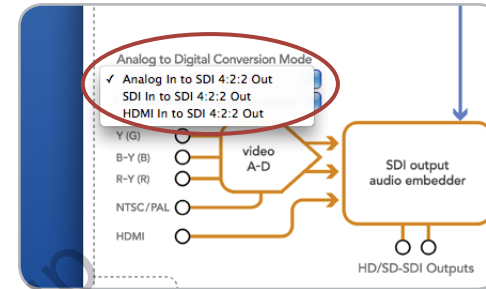 Analog to Digital Conversion Mode
✓ Analog In to SDI 4:2:2 Out
SDI In to SDI 4:2:2 Out
HDMI In to SDI 4:2:2 Out
Y (G)
B-Y (B)
R-Y (R)
NTSC/PAL
HDMI
video
A-D
SDI output
audio embedder
HD/SD-SDI Outputs